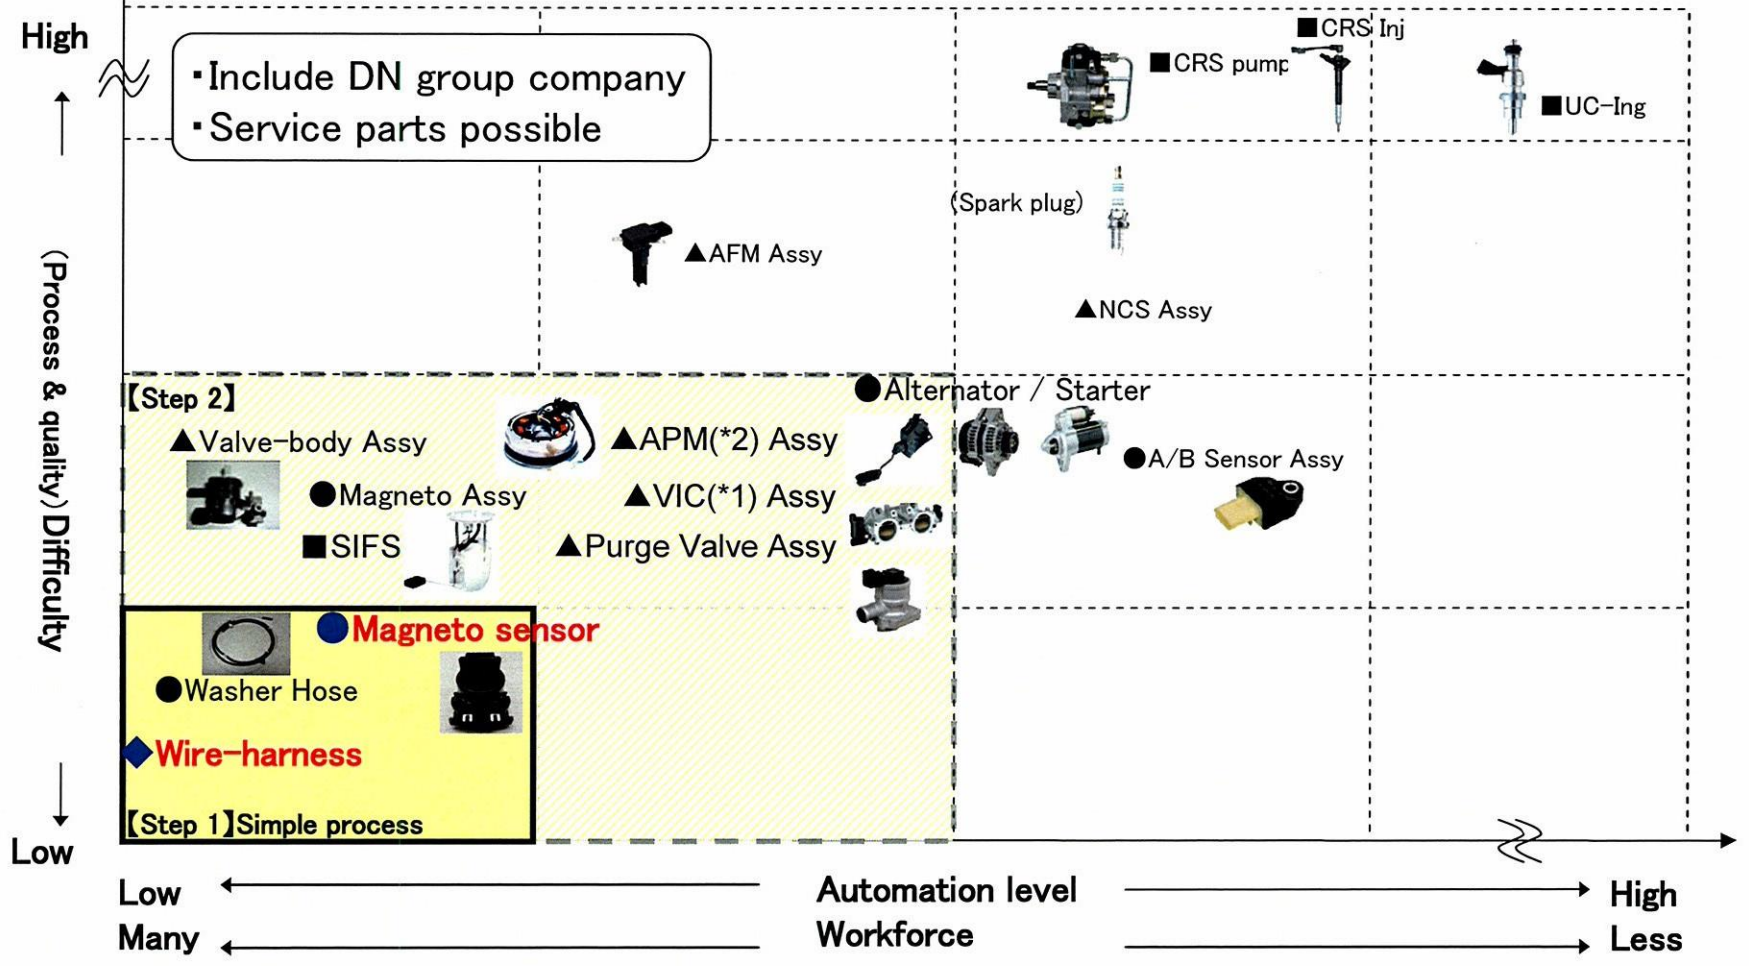 High
・Include DN group company
・Service parts possible
■CRS Inj
■CRS pump
■UC-Ing
(Spark plug)
▲AFM Assy
▲NCS Assy
(Process & quality)Difficulty
【Step 2】
●Alternator / Starter
▲Valve-body Assy
▲APM(*2) Assy
●A/B Sensor Assy
●Magneto Assy
▲VIC(*1) Assy
■SIFS
▲Purge Valve Assy
●Magneto sensor
●Washer Hose
◆Wire-harness
【Step 1】Simple process
Low
Low
Automation level
High
Many
Workforce
Less